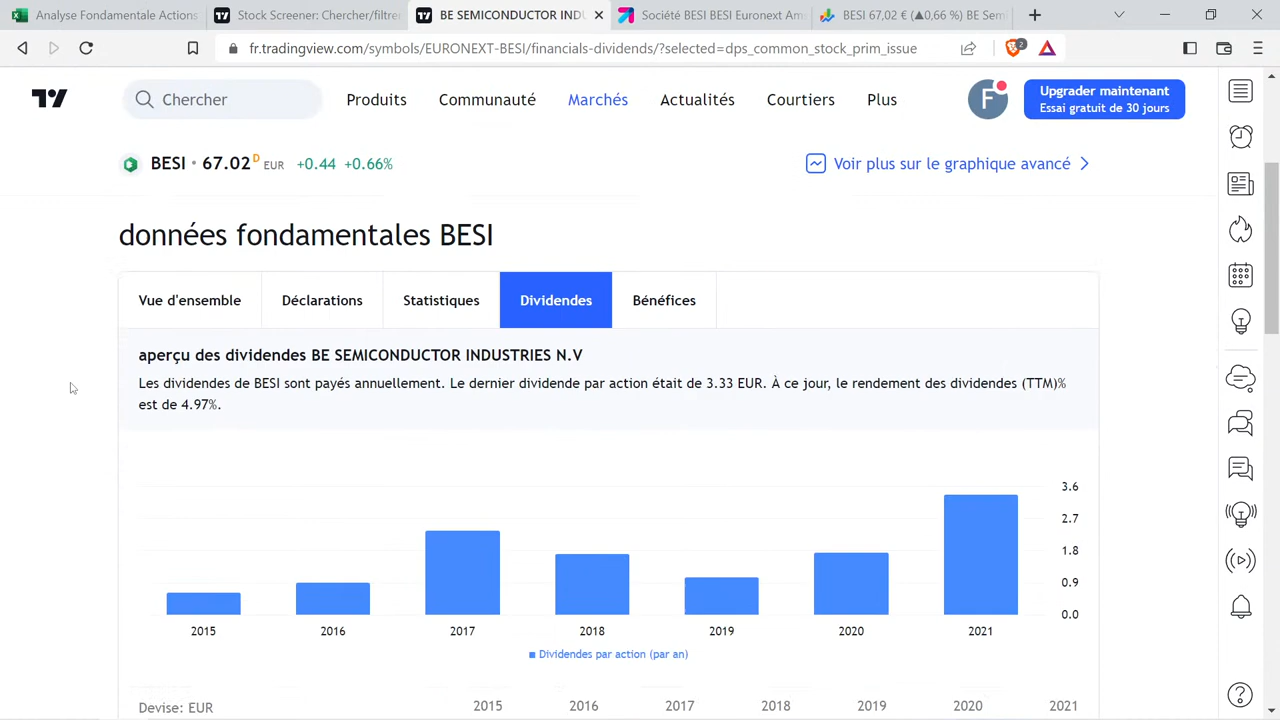 Analyse Fondamentale Actions
Stock Screener: Chercher, filtrer
BE SEMICONDUCTOR IND
Société BESI BESI Euronext Am
BESI 67,02 € (▲0,66 %) BE Sem
fr.tradingview.com/symbols/EURONEXT-BESI/financials-dividends/?selected=dps_common_stock_prim_issue
2
Chercher
Produits
Communauté
Marchés
Actualités
Courtiers
Plus
F
Upgrader maintenant
Essai gratuit de 30 jours
BESI • 67.02 D EUR +0.44 +0.66%
Voir plus sur le graphique avancé
données fondamentales BESI
Vue d'ensemble
Déclarations
Statistiques
Dividendes
Bénéfices
aperçu des dividendes BE SEMICONDUCTOR INDUSTRIES N.V
Les dividendes de BESI sont payés annuellement. Le dernier dividende par action était de 3.33 EUR. À ce jour, le rendement des dividendes (TTM)%
est de 4.97%.
3.6
2.7
1.8
0.9
0.0
2015 2016 2017 2018 2019 2020 2021
Dividendes par action (par an)
Devise: EUR 2015 2016 2017 2018 2019 2020 2021